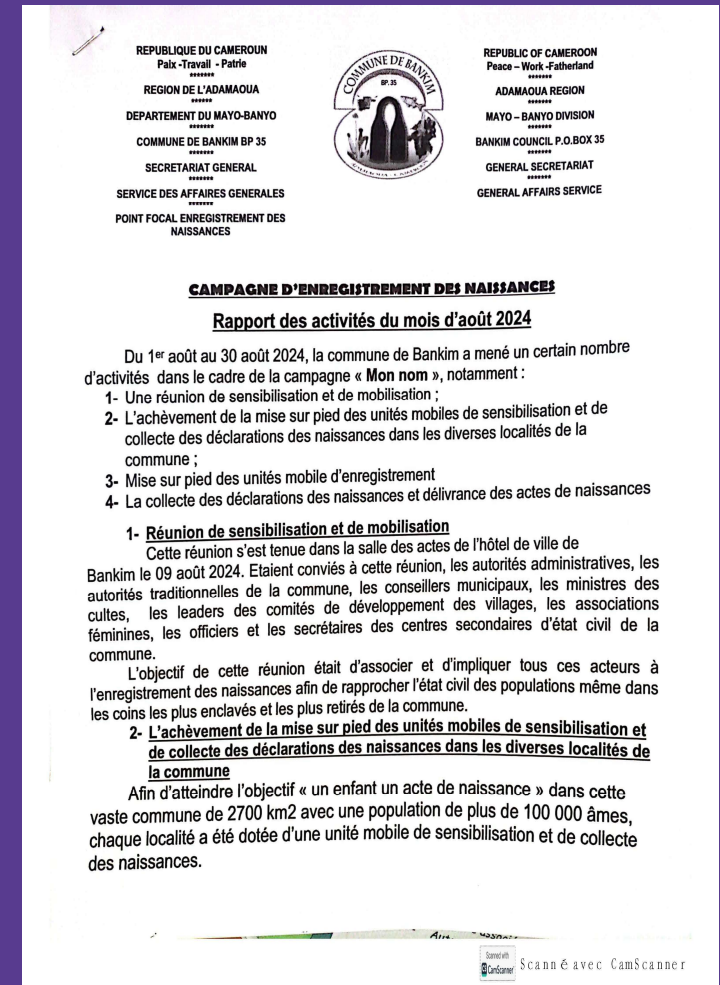 REPUBLIQUE DU CAMEROUN
Paix -Travail - Patrie
*******
REGION DE L'ADAMAOUA
******
DEPARTEMENT DU MAYO-BANYO
*******
COMMUNE DE BANKIM BP 35
*******
SECRETARIAT GENERAL
*******
SERVICE DES AFFAIRES GENERALES
*******
POINT FOCAL ENREGISTREMENT DES
NAISSANCES
COMMUNE DE BANKIM
BP.35
REPUBLIC OF CAMEROON
Peace – Work -Fatherland
*******
ADAMAOUA REGION
*******
MAYO – BANYO DIVISION
*******
BANKIM COUNCIL P.O.BOX 35
*******
GENERAL SECRETARIAT
*******
GENERAL AFFAIRS SERVICE
CAMPAGNE D'ENREGISTREMENT DES NAISSANCES
Rapport des activités du mois d'août 2024
Du 1er août au 30 août 2024, la commune de Bankim a mené un certain nombre
d'activités dans le cadre de la campagne « Mon nom », notamment :
1- Une réunion de sensibilisation et de mobilisation ;
2- L'achèvement de la mise sur pied des unités mobiles de sensibilisation et de
collecte des déclarations des naissances dans les diverses localités de la
commune ;
3- Mise sur pied des unités mobile d'enregistrement
4- La collecte des déclarations des naissances et délivrance des actes de naissances
1- Réunion de sensibilisation et de mobilisation
Cette réunion s'est tenue dans la salle des actes de l'hôtel de ville de
Bankim le 09 août 2024. Etaient conviés à cette réunion, les autorités administratives, les
autorités traditionnelles de la commune, les conseillers municipaux, les ministres des
cultes, les leaders des comités de développement des villages, les associations
féminines, les officiers et les secrétaires des centres secondaires d'état civil de la
commune.
L'objectif de cette réunion était d'associer et d'impliquer tous ces acteurs à
l'enregistrement des naissances afin de rapprocher l'état civil des populations même dans
les coins les plus enclavés et les plus retirés de la commune.
2- L'achèvement de la mise sur pied des unités mobiles de sensibilisation et
de collecte des déclarations des naissances dans les diverses localités de
la commune
Afin d'atteindre l'objectif « un enfant un acte de naissance » dans cette
vaste commune de 2700 km2 avec une population de plus de 100 000 âmes,
chaque localité a été dotée d'une unité mobile de sensibilisation et de collecte
des naissances.
Scanned with
CamScanner
Scanné avec CamScanner